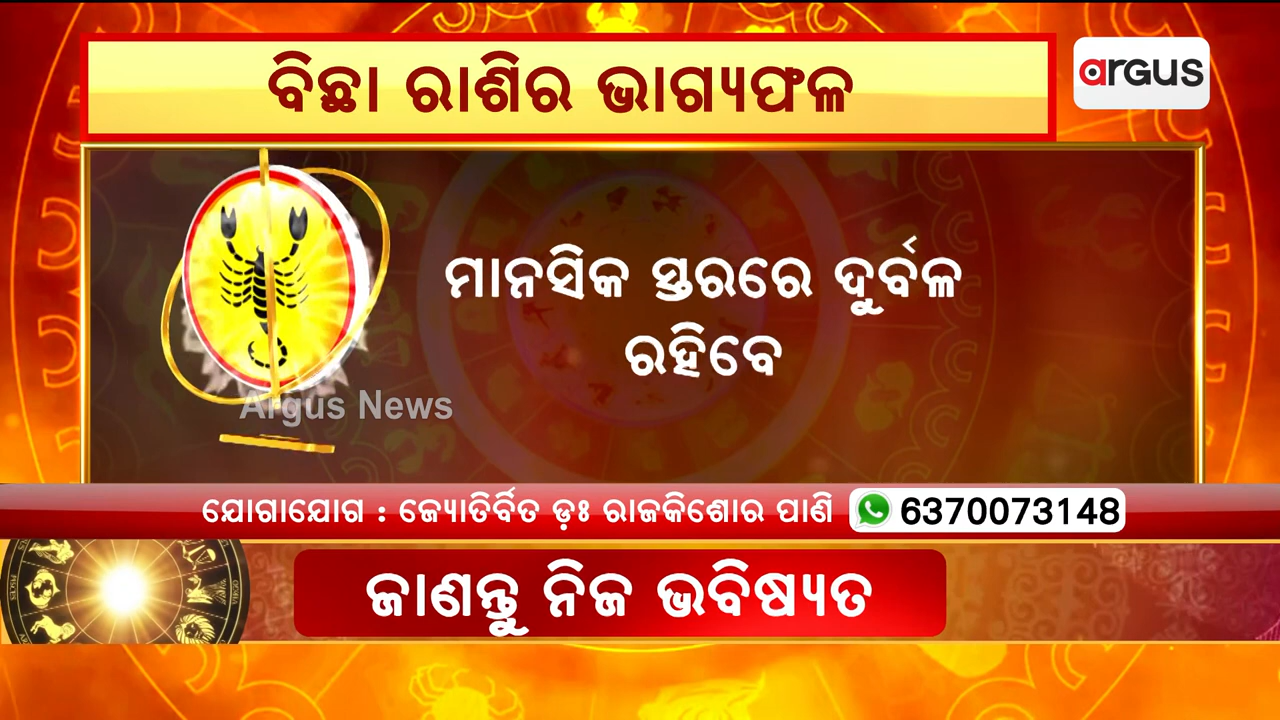 ବିଛା ରାଶିର ଭାଗ୍ୟଫଳ
argus
ମାନସିକ ସ୍ତରରେ ଦୁର୍ବଳ
ରହିବେ
Argus News
ଯୋଗାଯୋଗ : ଜ୍ୟୋତିର୍ବିତ ଡ଼ଃ ରାଜକିଶୋର ପାଣି 6370073148
ଜାଣନ୍ତୁ ନିଜ ଭବିଷ୍ୟତ